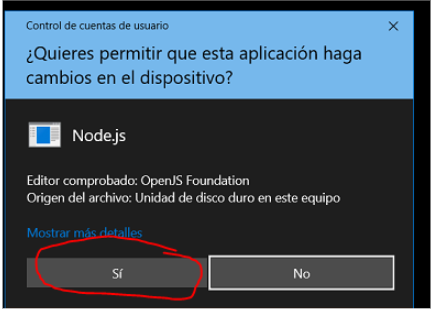 Control de cuentas de usuario
¿Quieres permitir que esta aplicación haga
cambios en el dispositivo?
Node.js
Editor comprobado: OpenJS Foundation
Origen del archivo: Unidad de disco duro en este equipo
Mostrar más detalles
Sí
No